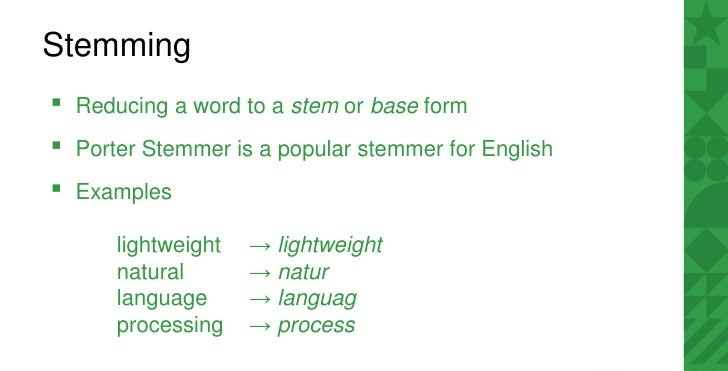 Stemming
▪ Reducing a word to a stem or base form
▪ Porter Stemmer is a popular stemmer for English
▪ Examples
lightweight → lightweight
natural → natur
language → languag
processing → process